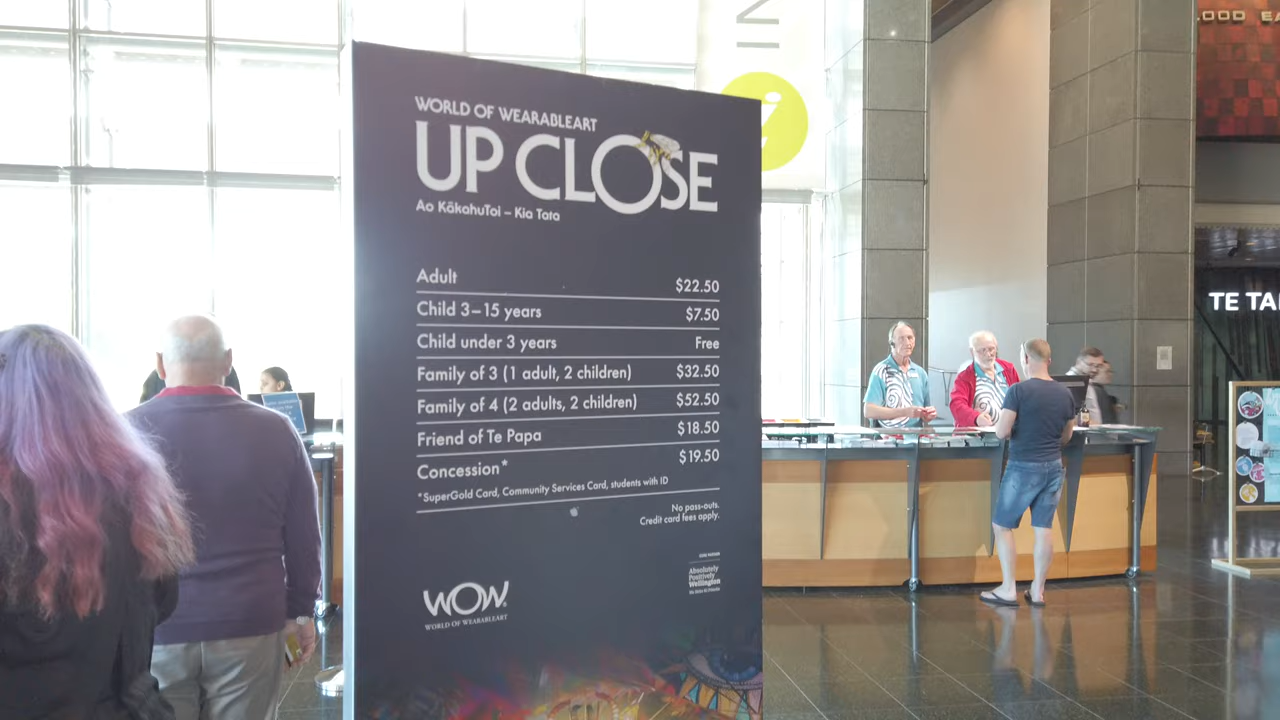 WORLD OF WEARABLEART
UP CLOSE
Ao KākahuToi – Kia Tata
Adult $22.50
Child 3–15 years $7.50
Child under 3 years Free
Family of 3 (1 adult, 2 children) $32.50
Family of 4 (2 adults, 2 children) $52.50
Friend of Te Papa $18.50
Concession* $19.50
*SuperGold Card, Community Services Card, students with ID
No pass-outs.
Credit card fees apply.
Absolutely
Positively
Wellington
WOW
WORLD OF WEARABLEART
TE TA